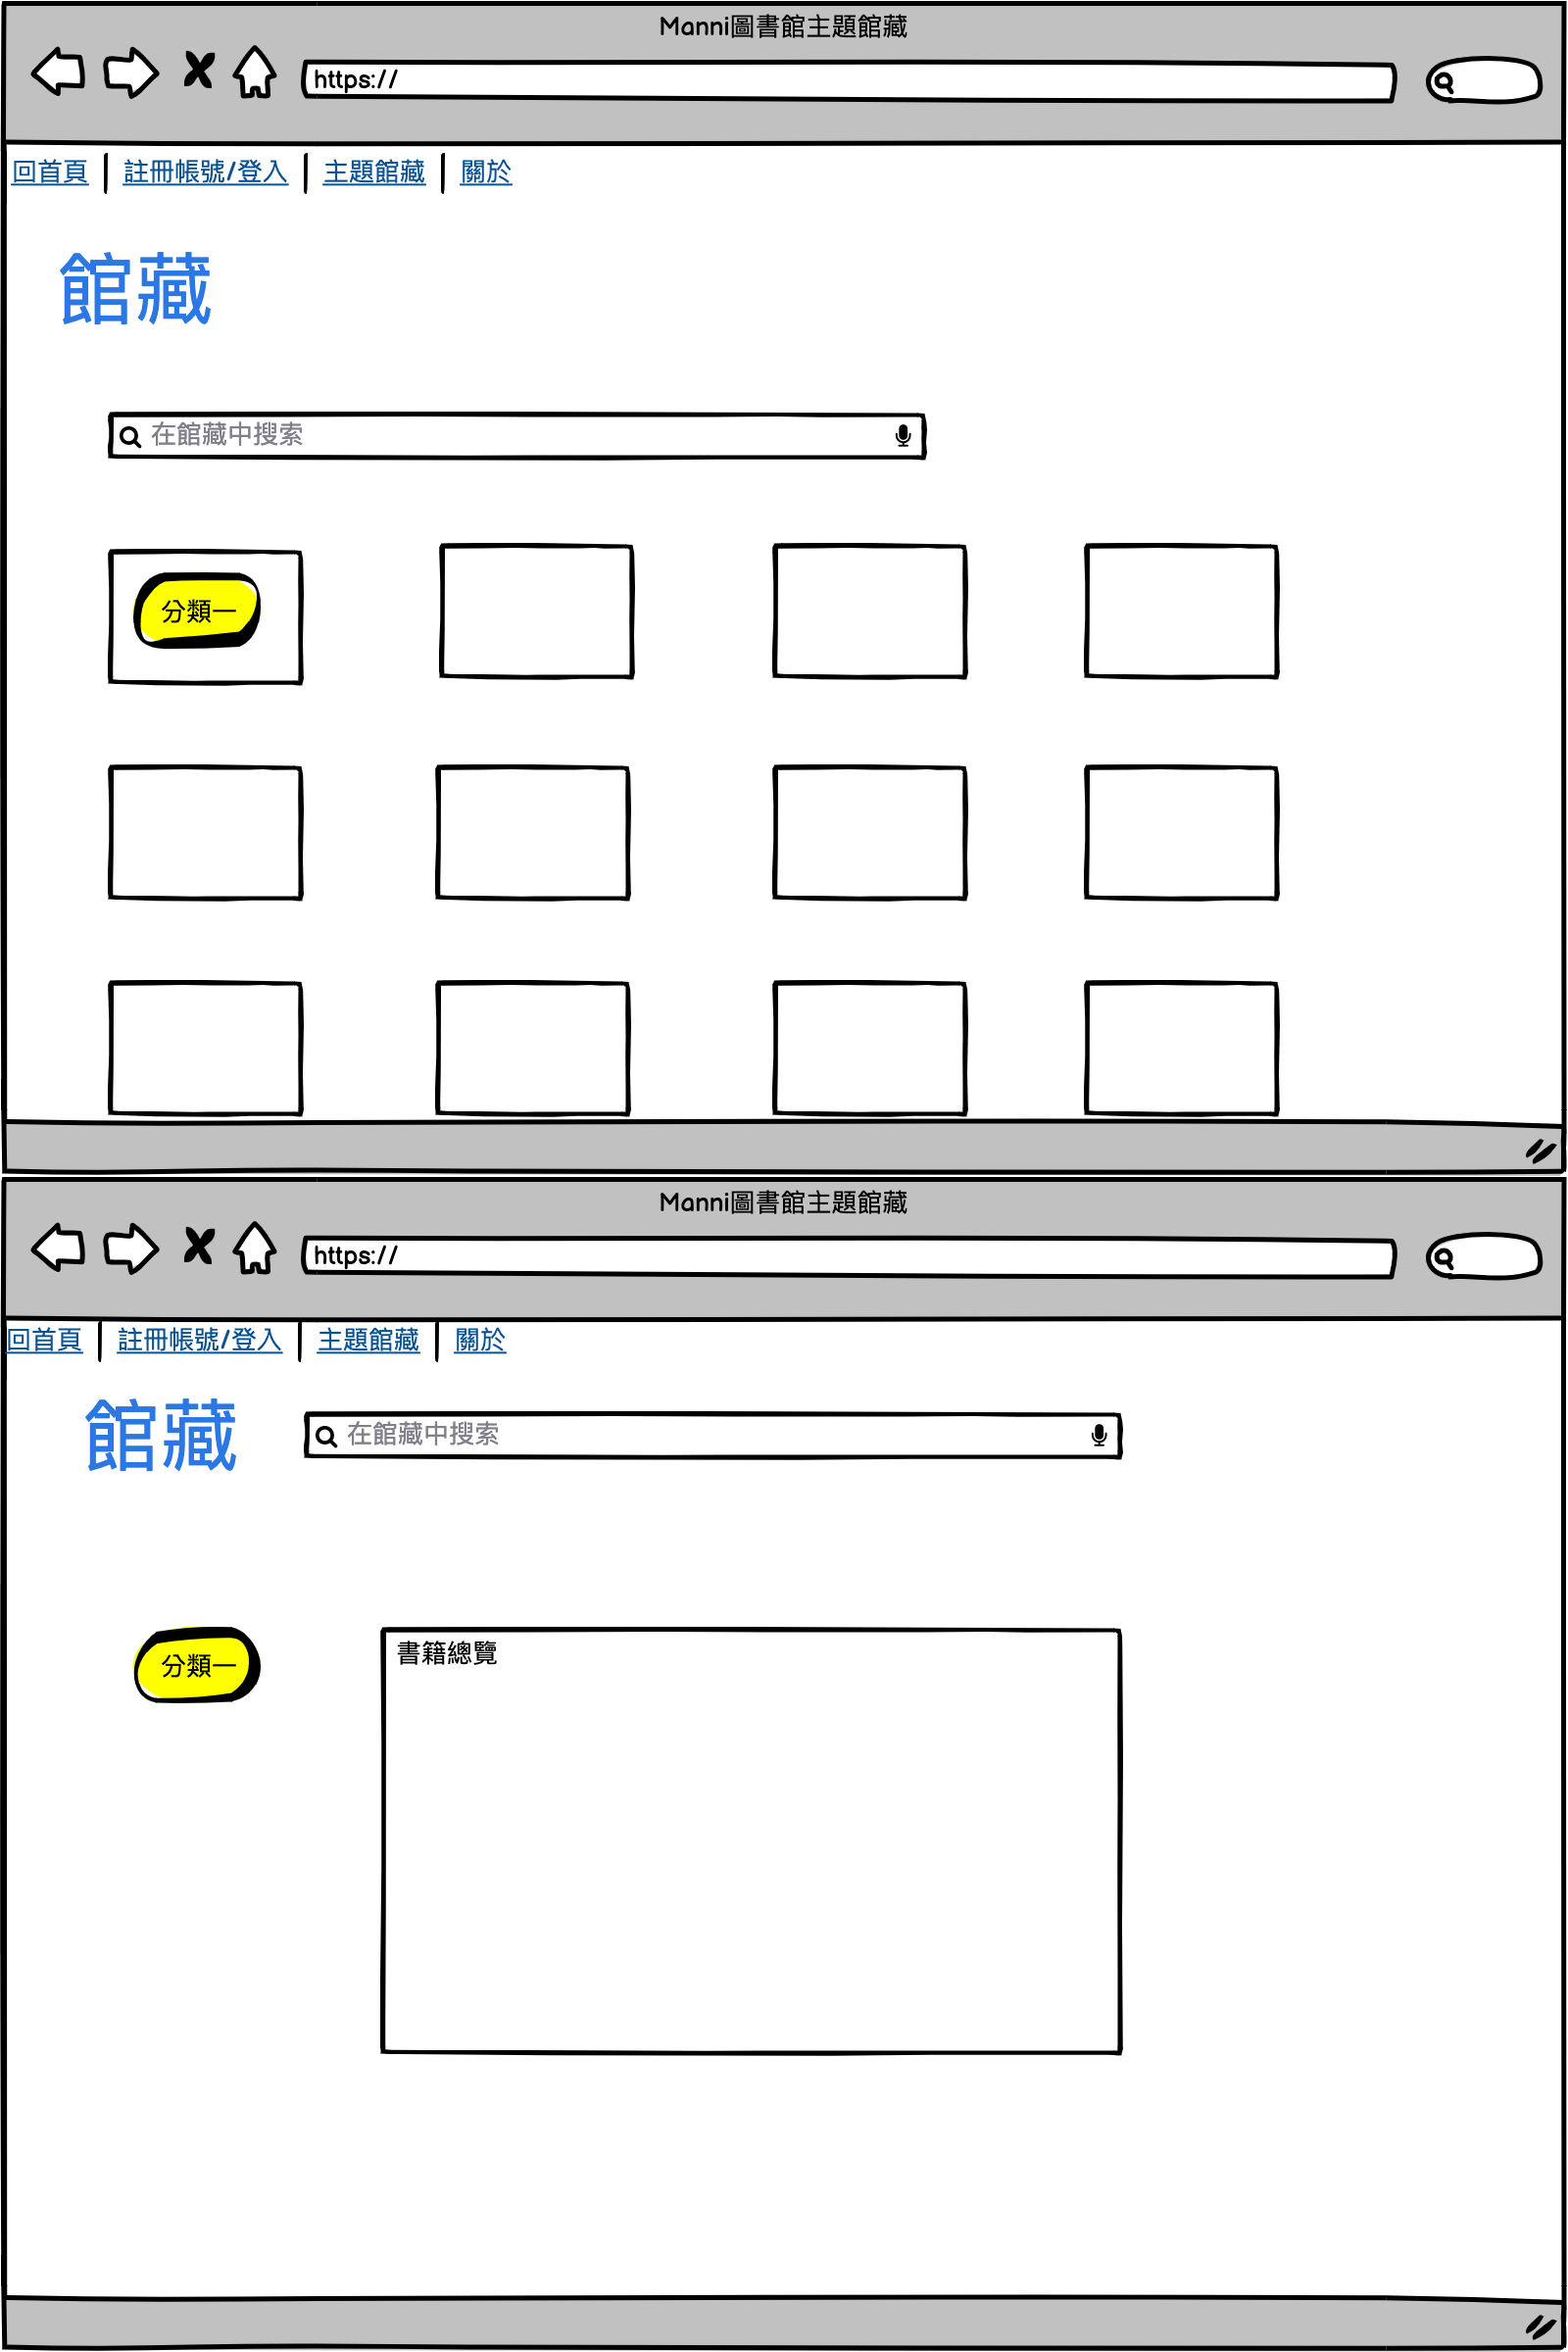 Manni圖書館主題館藏
https://
回首頁 註冊帳號/登入 主題館藏 關於
館藏
在館藏中搜索
分類一
Manni圖書館主題館藏
https://
回首頁 註冊帳號/登入 主題館藏 關於
館藏 在館藏中搜索
分類一
書籍總覽